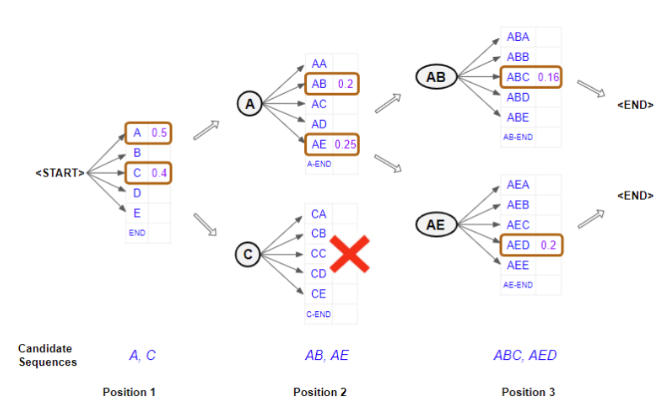 <START>
A 0.5
B
C 0.4
D
E
END
A
AA
AB 0.2
AC
AD
AE 0.25
A-END
C
CA
CB
CC
CD
CE
C-END
AB
ABA
ABB
ABC 0.16
ABD
ABE
AB-END
<END>
AE
AEA
AEB
AEC
AED 0.2
AEE
AE-END
<END>
Candidate
Sequences
A, C
AB, AE
ABC, AED
Position 1
Position 2
Position 3